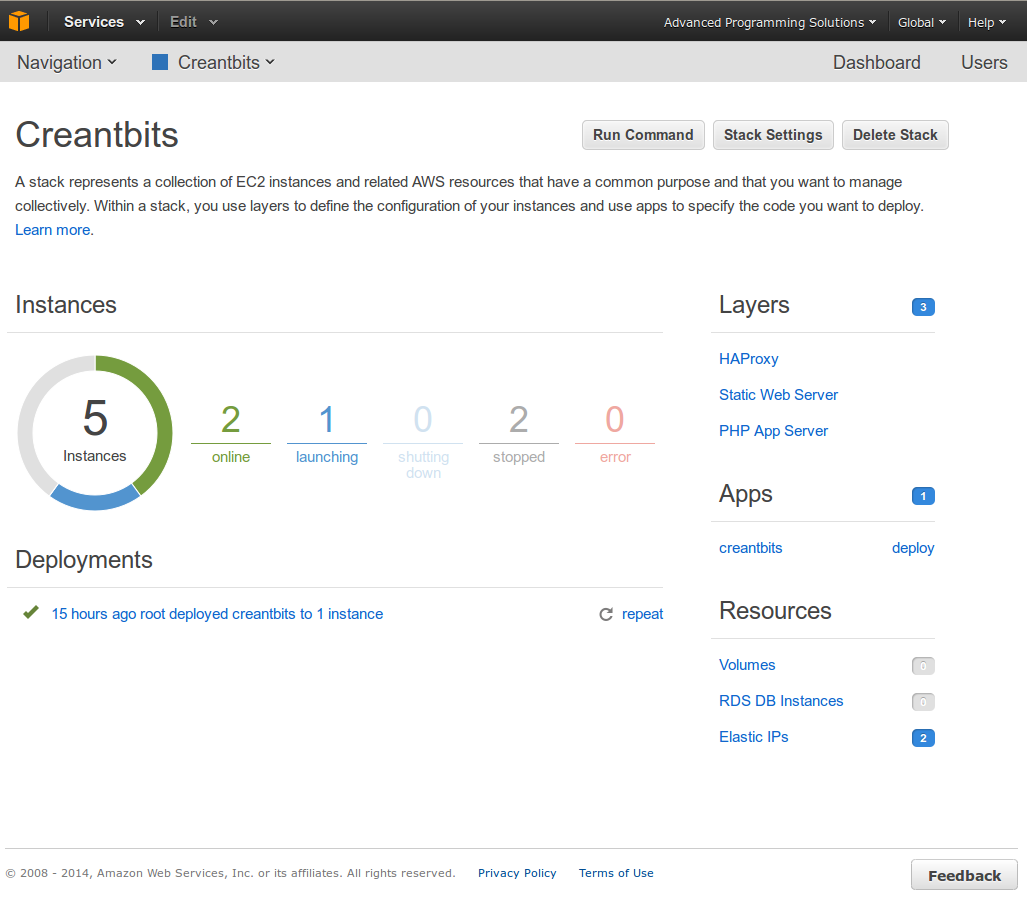 Services Edit Advanced Programming Solutions Global Help
Navigation Creantbits Dashboard Users
Creantbits
Run Command Stack Settings Delete Stack
A stack represents a collection of EC2 instances and related AWS resources that have a common purpose and that you want to manage
collectively. Within a stack, you use layers to define the configuration of your instances and use apps to specify the code you want to deploy.
Learn more.
Instances
5
Instances
2 online
1 launching
0 shutting
down
2 stopped
0 error
Deployments
15 hours ago root deployed creantbits to 1 instance repeat
Layers 3
HAProxy
Static Web Server
PHP App Server
Apps 1
creantbits deploy
Resources
Volumes 0
RDS DB Instances 0
Elastic IPs 2
© 2008 - 2014, Amazon Web Services, Inc. or its affiliates. All rights reserved. Privacy Policy Terms of Use Feedback